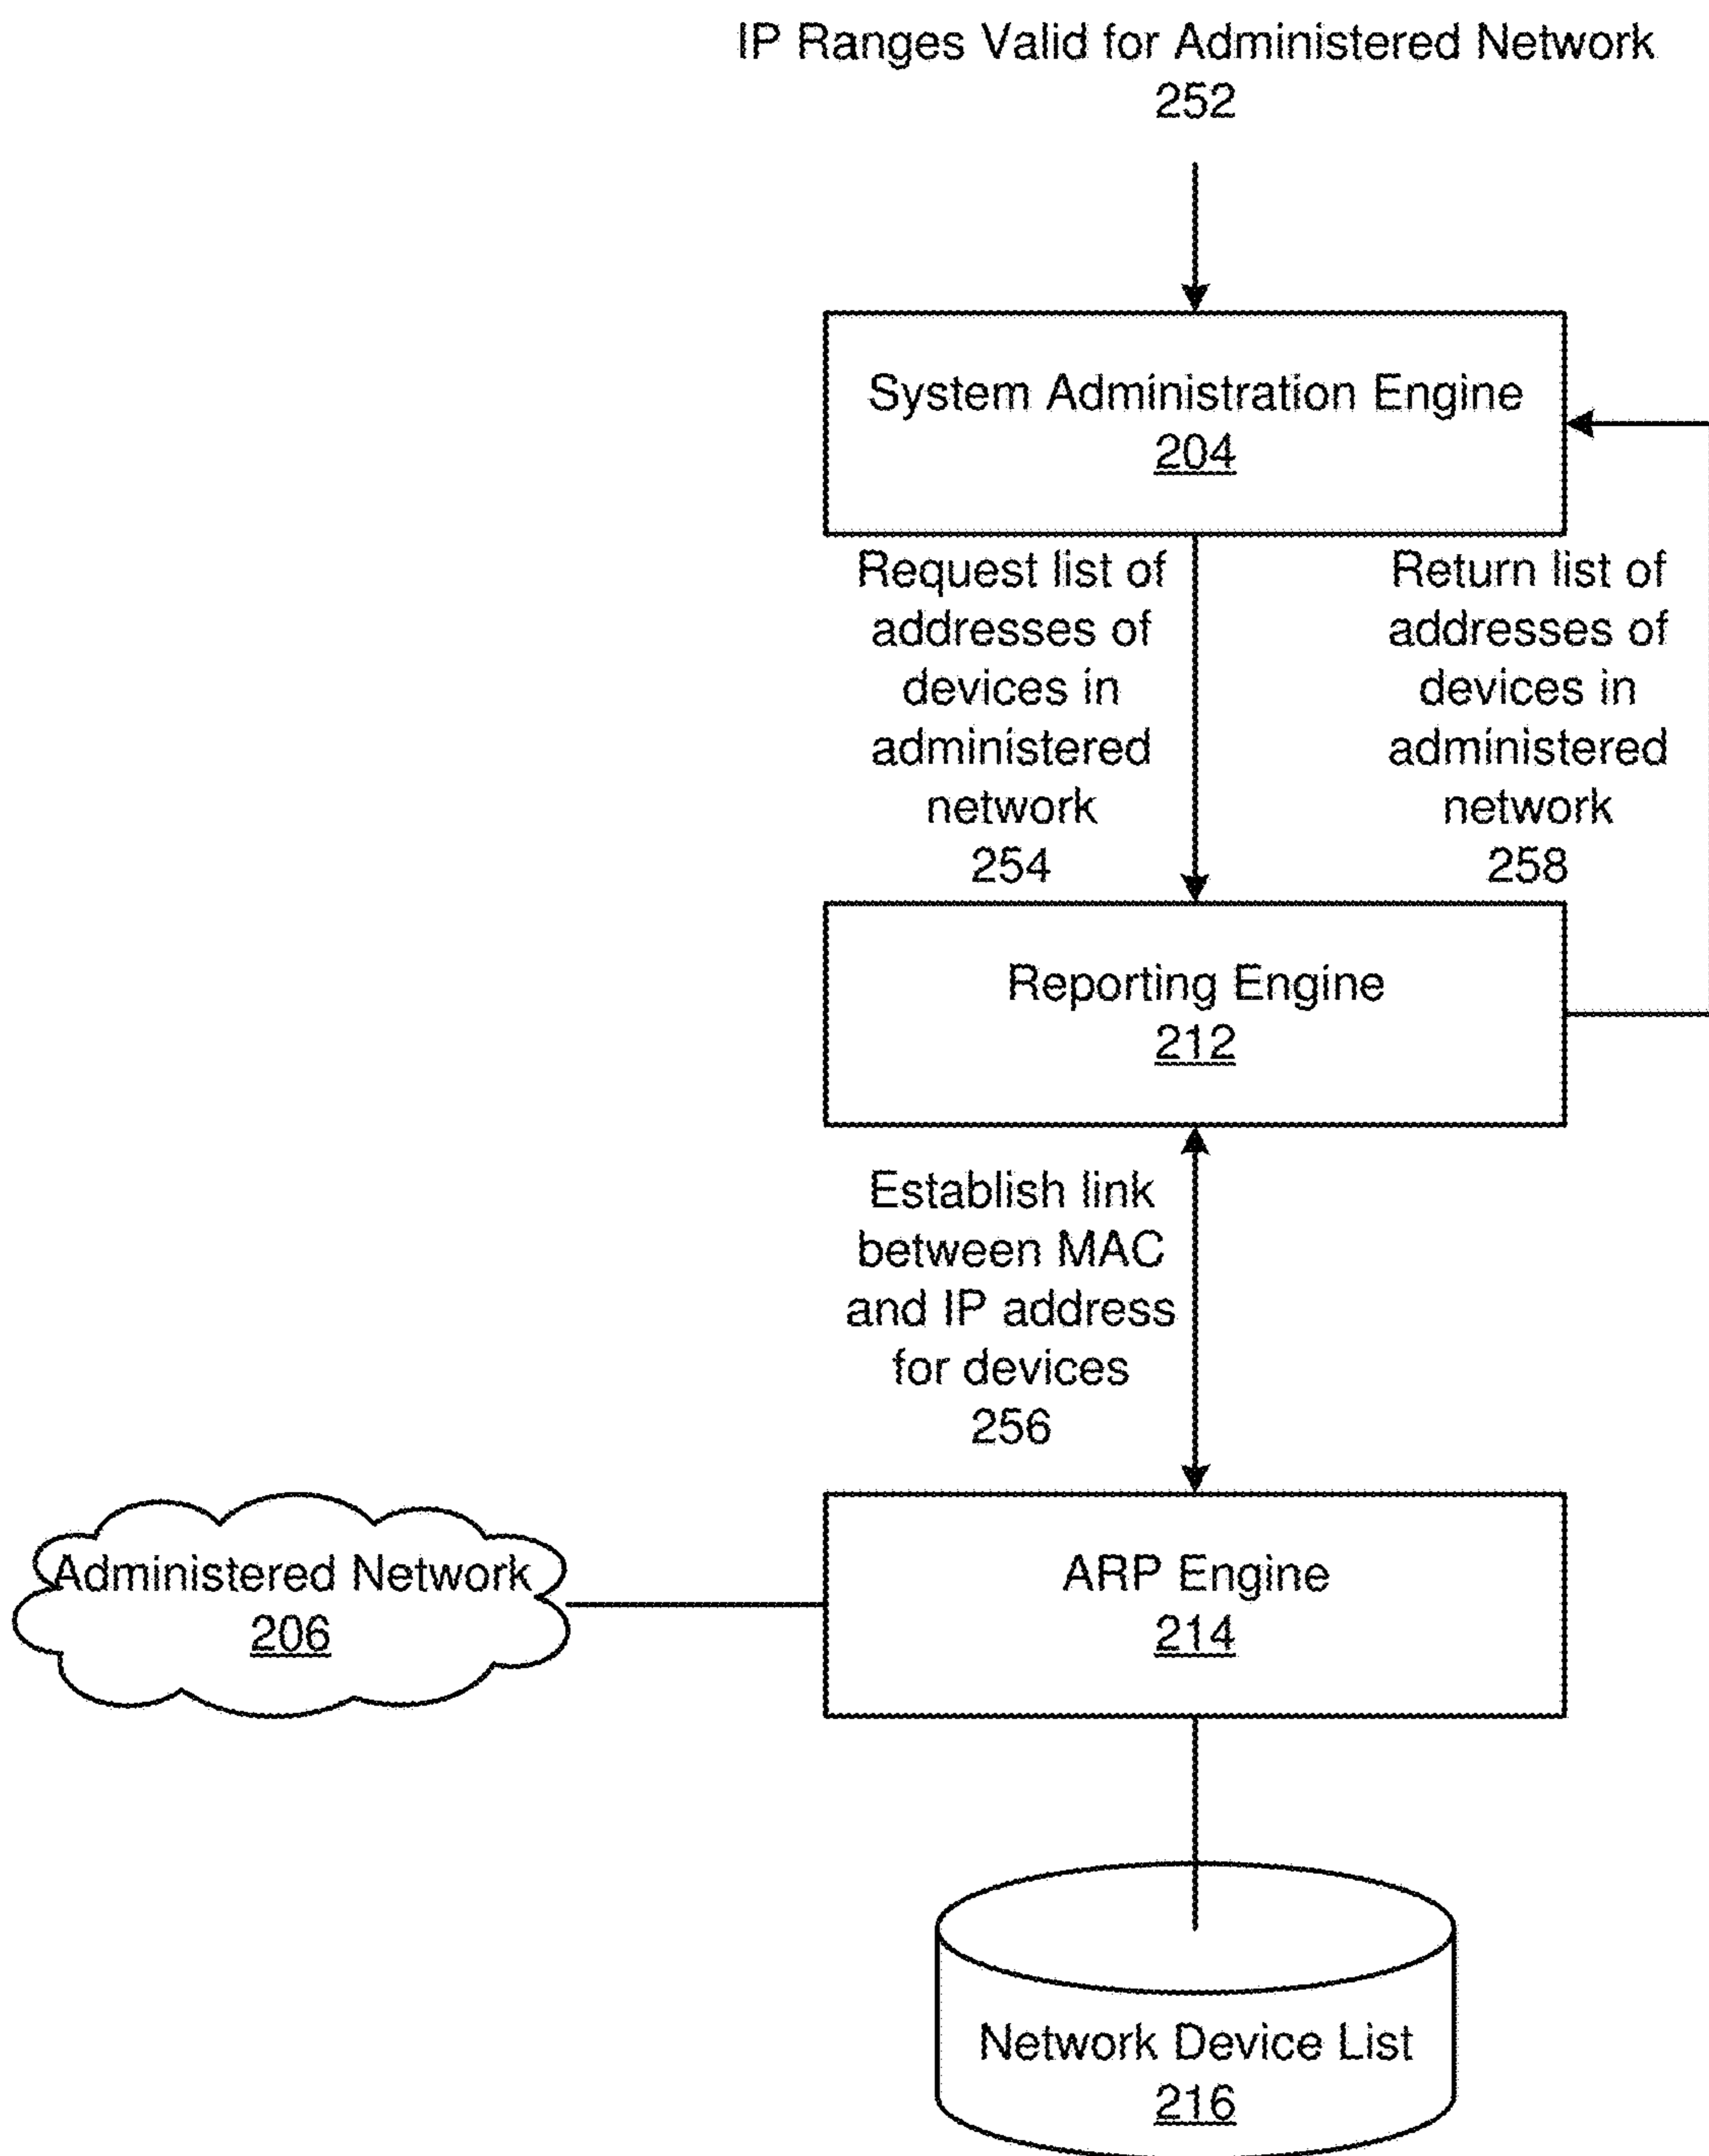 IP Ranges Valid for Administered Network
252
System Administration Engine
204
Request list of
addresses of
devices in
administered
network
254
Return list of
addresses of
devices in
administered
network
258
Reporting Engine
212
Establish link
between MAC
and IP address
for devices
256
Administered Network
206
ARP Engine
214
Network Device List
216